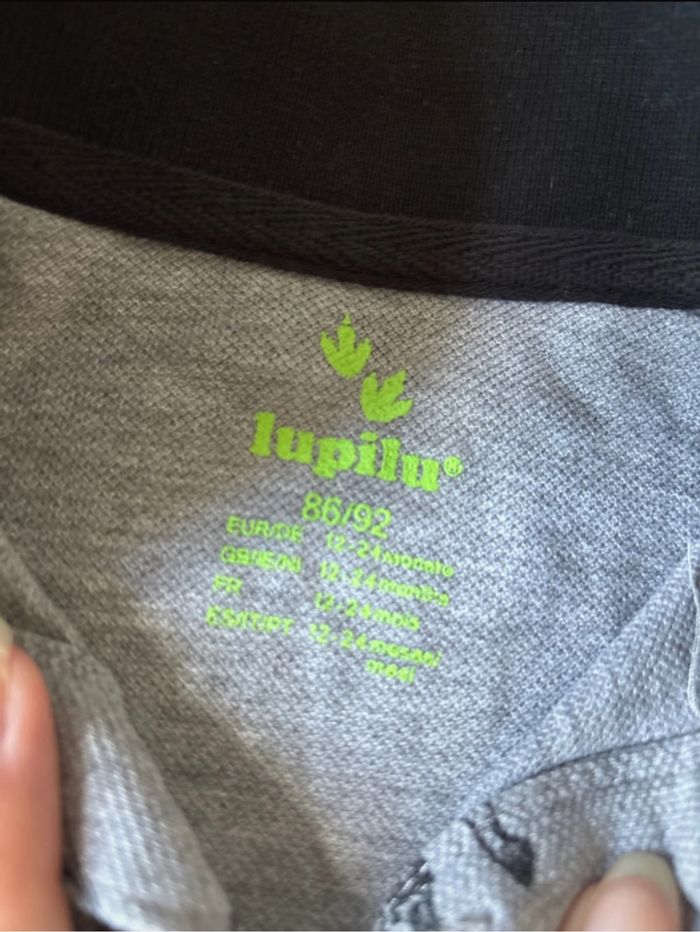 lupilu®
86/92
EUR/DE 12-24 Monate
GB/IE/NI 12-24 months
FR 12-24 mois
ES/IT/PT 12-24 meses/
mesi